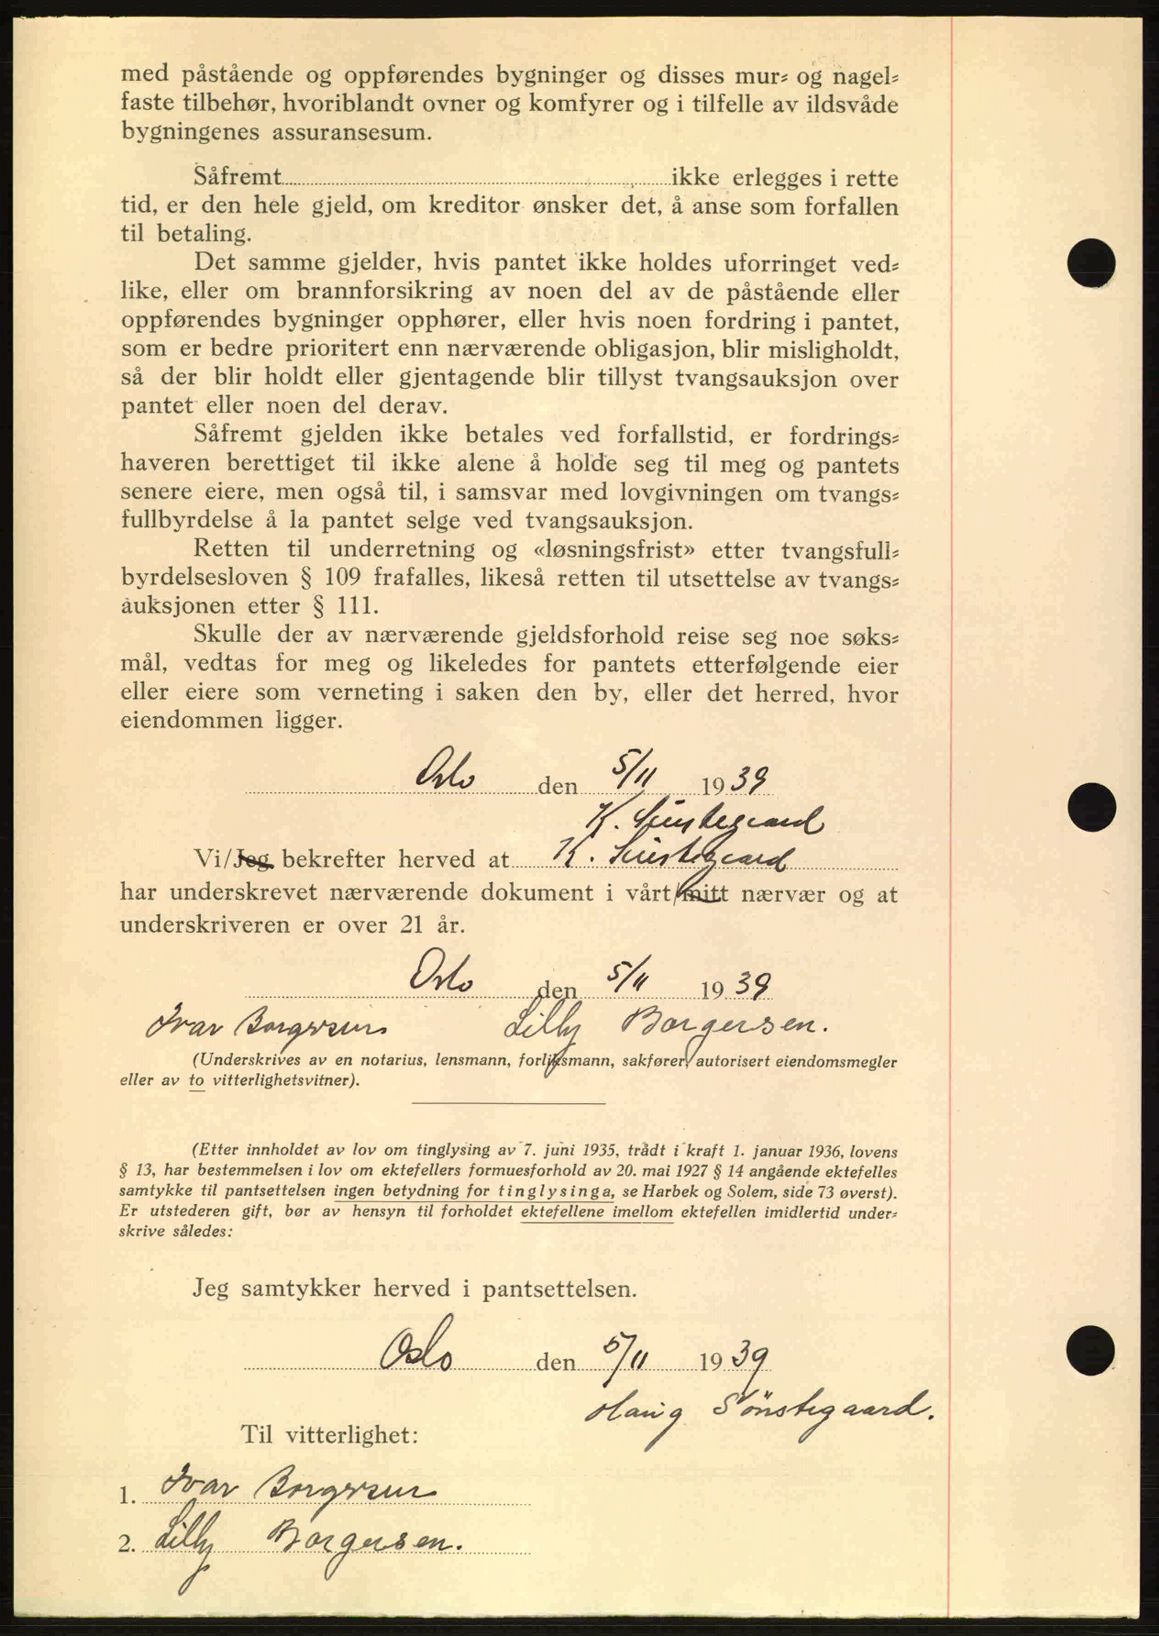 med påstående og oppførendes bygninger og disses mur- og nagel-
faste tilbehør, hvoriblandt ovner og komfyrer og i tilfelle av ildsvåde
bygningenes assuransesum.
Såfremt ikke erlegges i rette
tid, er den hele gjeld, om kreditor ønsker det, å anse som forfallen
til betaling.
Det samme gjelder, hvis pantet ikke holdes uforringet ved-
like, eller om brannforsikring av noen del av de påstående eller
oppførendes bygninger opphører, eller hvis noen fordring i pantet,
som er bedre prioritert enn nærværende obligasjon, blir misligholdt,
så der blir holdt eller gjentagende blir tillyst tvangsauksjon over
pantet eller noen del derav.
Såfremt gjelden ikke betales ved forfallstid, er fordrings-
haveren berettiget til ikke alene å holde seg til meg og pantets
senere eiere, men også til, i samsvar med lovgivningen om tvangs-
fullbyrdelse å la pantet selge ved tvangsauksjon.
Retten til underretning og «løsningsfrist» etter tvangsfull-
byrdelsesloven § 109 frafalles, likeså retten til utsettelse av tvangs-
auksjonen etter § 111.
Skulle der av nærværende gjeldsforhold reise seg noe søks-
mål, vedtas for meg og likeledes for pantets etterfølgende eier
eller eiere som verneting i saken den by, eller det herred, hvor
eiendommen ligger.
Oslo den 5/11 1939
K.
Vi/Jeg bekrefter herved at K.
har underskrevet nærværende dokument i vårt/mitt nærvær og at
underskriveren er over 21 år.
Oslo den 5/11 1939
Ivar Borgersen Lilly Borgersen.
(Underskrives av en notarius, lensmann, forliksmann, sakfører, autorisert eiendomsmegler
eller av to vitterlighetsvitner).
(Etter innholdet av lov om tinglysing av 7. juni 1935, trådt i kraft 1. januar 1936, lovens
§ 13, har bestemmelsen i lov om ektefellers formuesforhold av 20. mai 1927 § 14 angående ektefelles
samtykke til pantsettelsen ingen betydning for tinglysinga, se Harbek og Solem, side 73 øverst).
Er utstederen gift, bør av hensyn til forholdet ektefellene imellom ektefellen imidlertid under-
skrive således:
Jeg samtykker herved i pantsettelsen.
Oslo den 5/11 1939
Sönstegaard.
Til vitterlighet:
1. Ivar Borgersen
2. Lilly Borgersen.